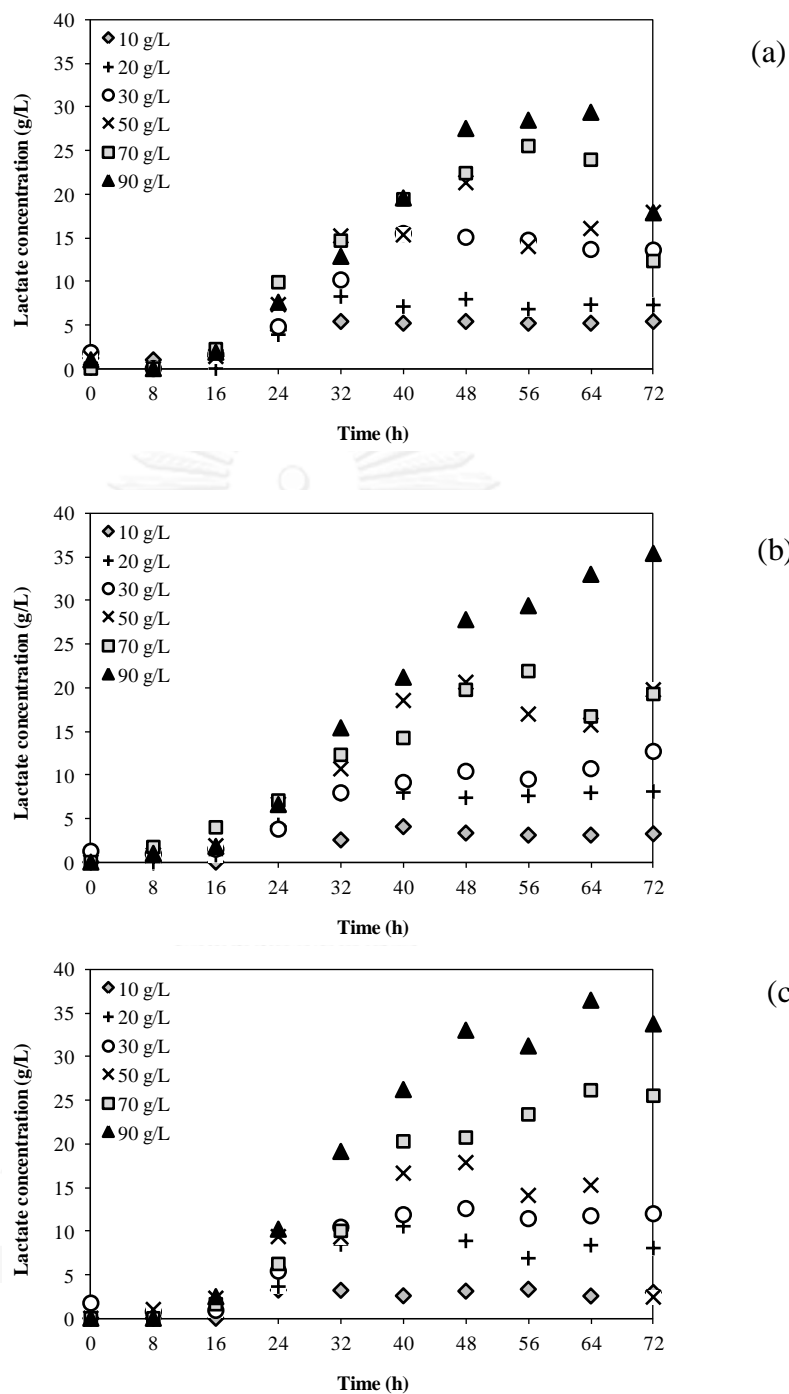 (a)
40
35
30
25
20
15
10
5
0
Lactate concentration (g/L)
10 g/L
20 g/L
30 g/L
50 g/L
70 g/L
90 g/L
0 8 16 24 32 40 48 56 64 72
Time (h)
(b)
40
35
30
25
20
15
10
5
0
Lactate concentration (g/L)
10 g/L
20 g/L
30 g/L
50 g/L
70 g/L
90 g/L
0 8 16 24 32 40 48 56 64 72
Time (h)
(c
40
35
30
25
20
15
10
5
0
Lactate concentration (g/L)
10 g/L
20 g/L
30 g/L
50 g/L
70 g/L
90 g/L
0 8 16 24 32 40 48 56 64 72
Time (h)